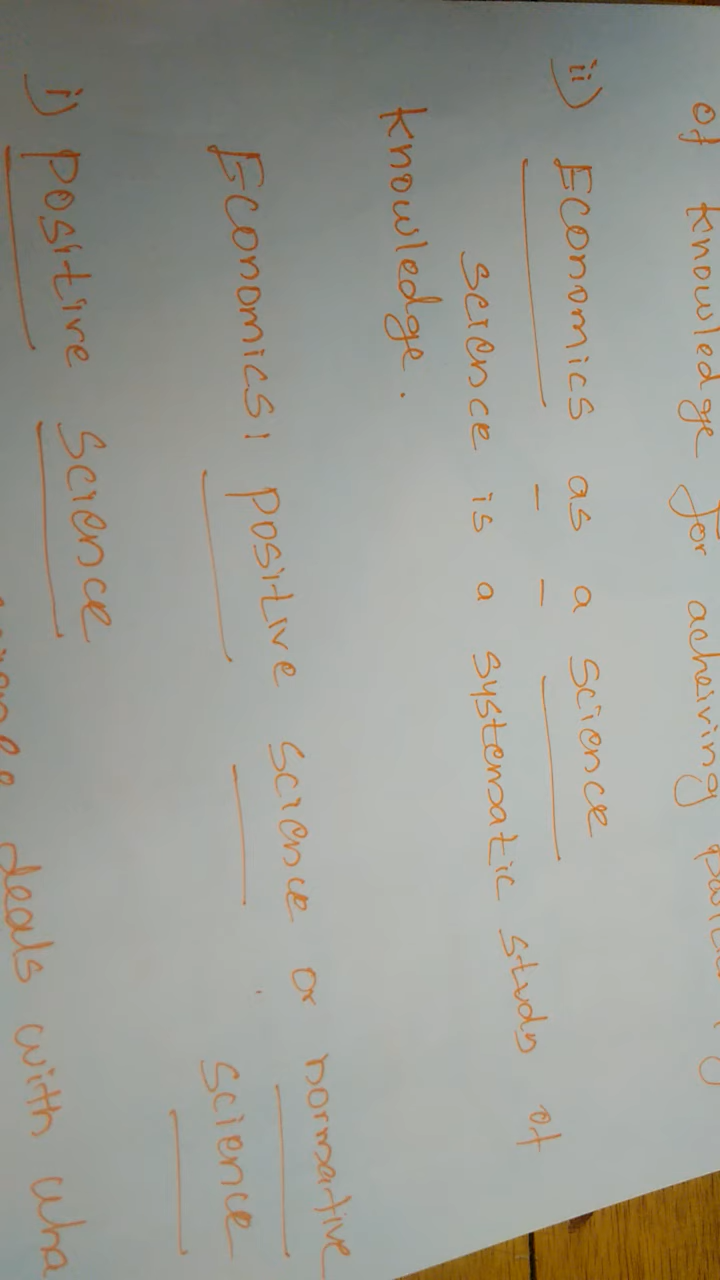 of knowledge for acheiving
ii) Economics as a science
science is a systematic study of
knowledge.
Economics: positive science or normative
science
i) positive science
deals with wha